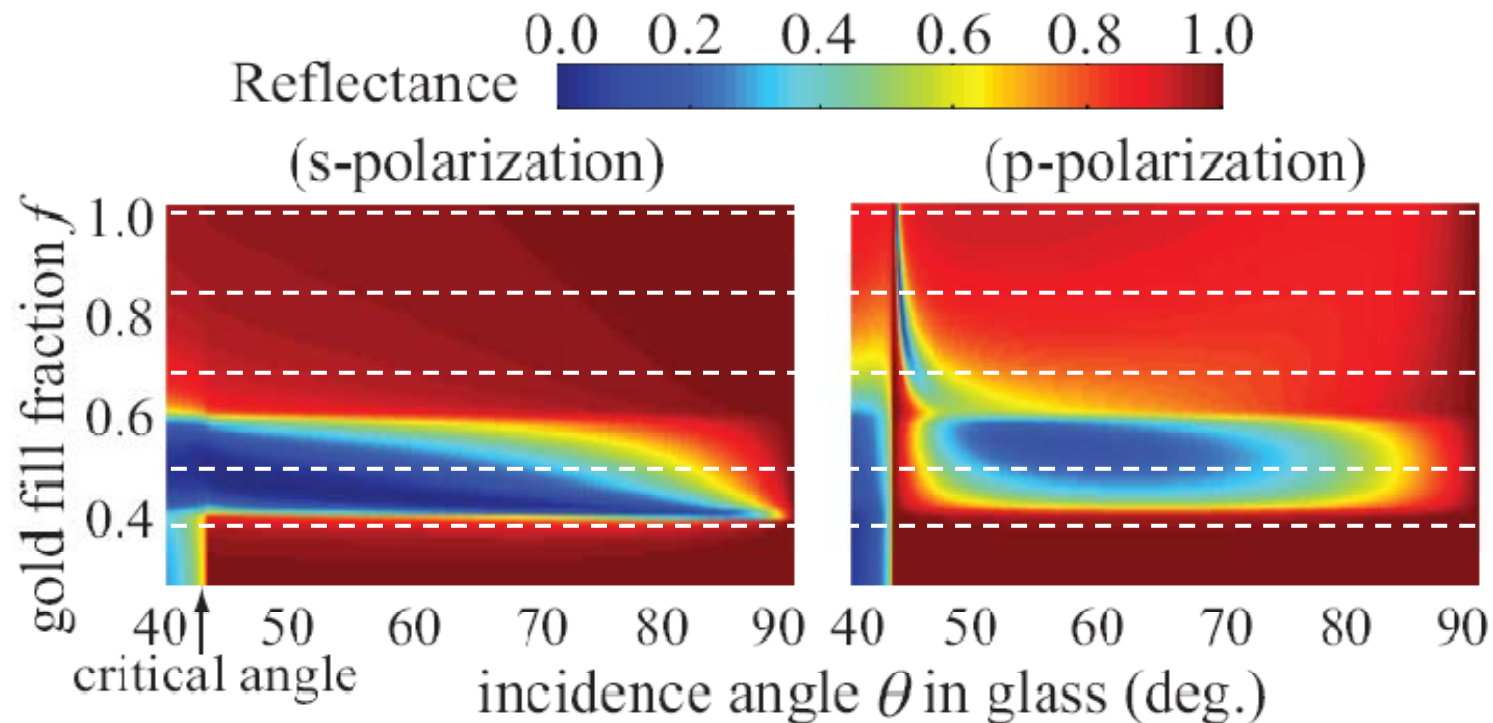 0.0 0.2 0.4 0.6 0.8 1.0
Reflectance
(s-polarization) (p-polarization)
gold fill fraction f
1.0
0.8
0.6
0.4
40 50 60 70 80 90 40 50 60 70 80 90
critical angle
incidence angle θ in glass (deg.)